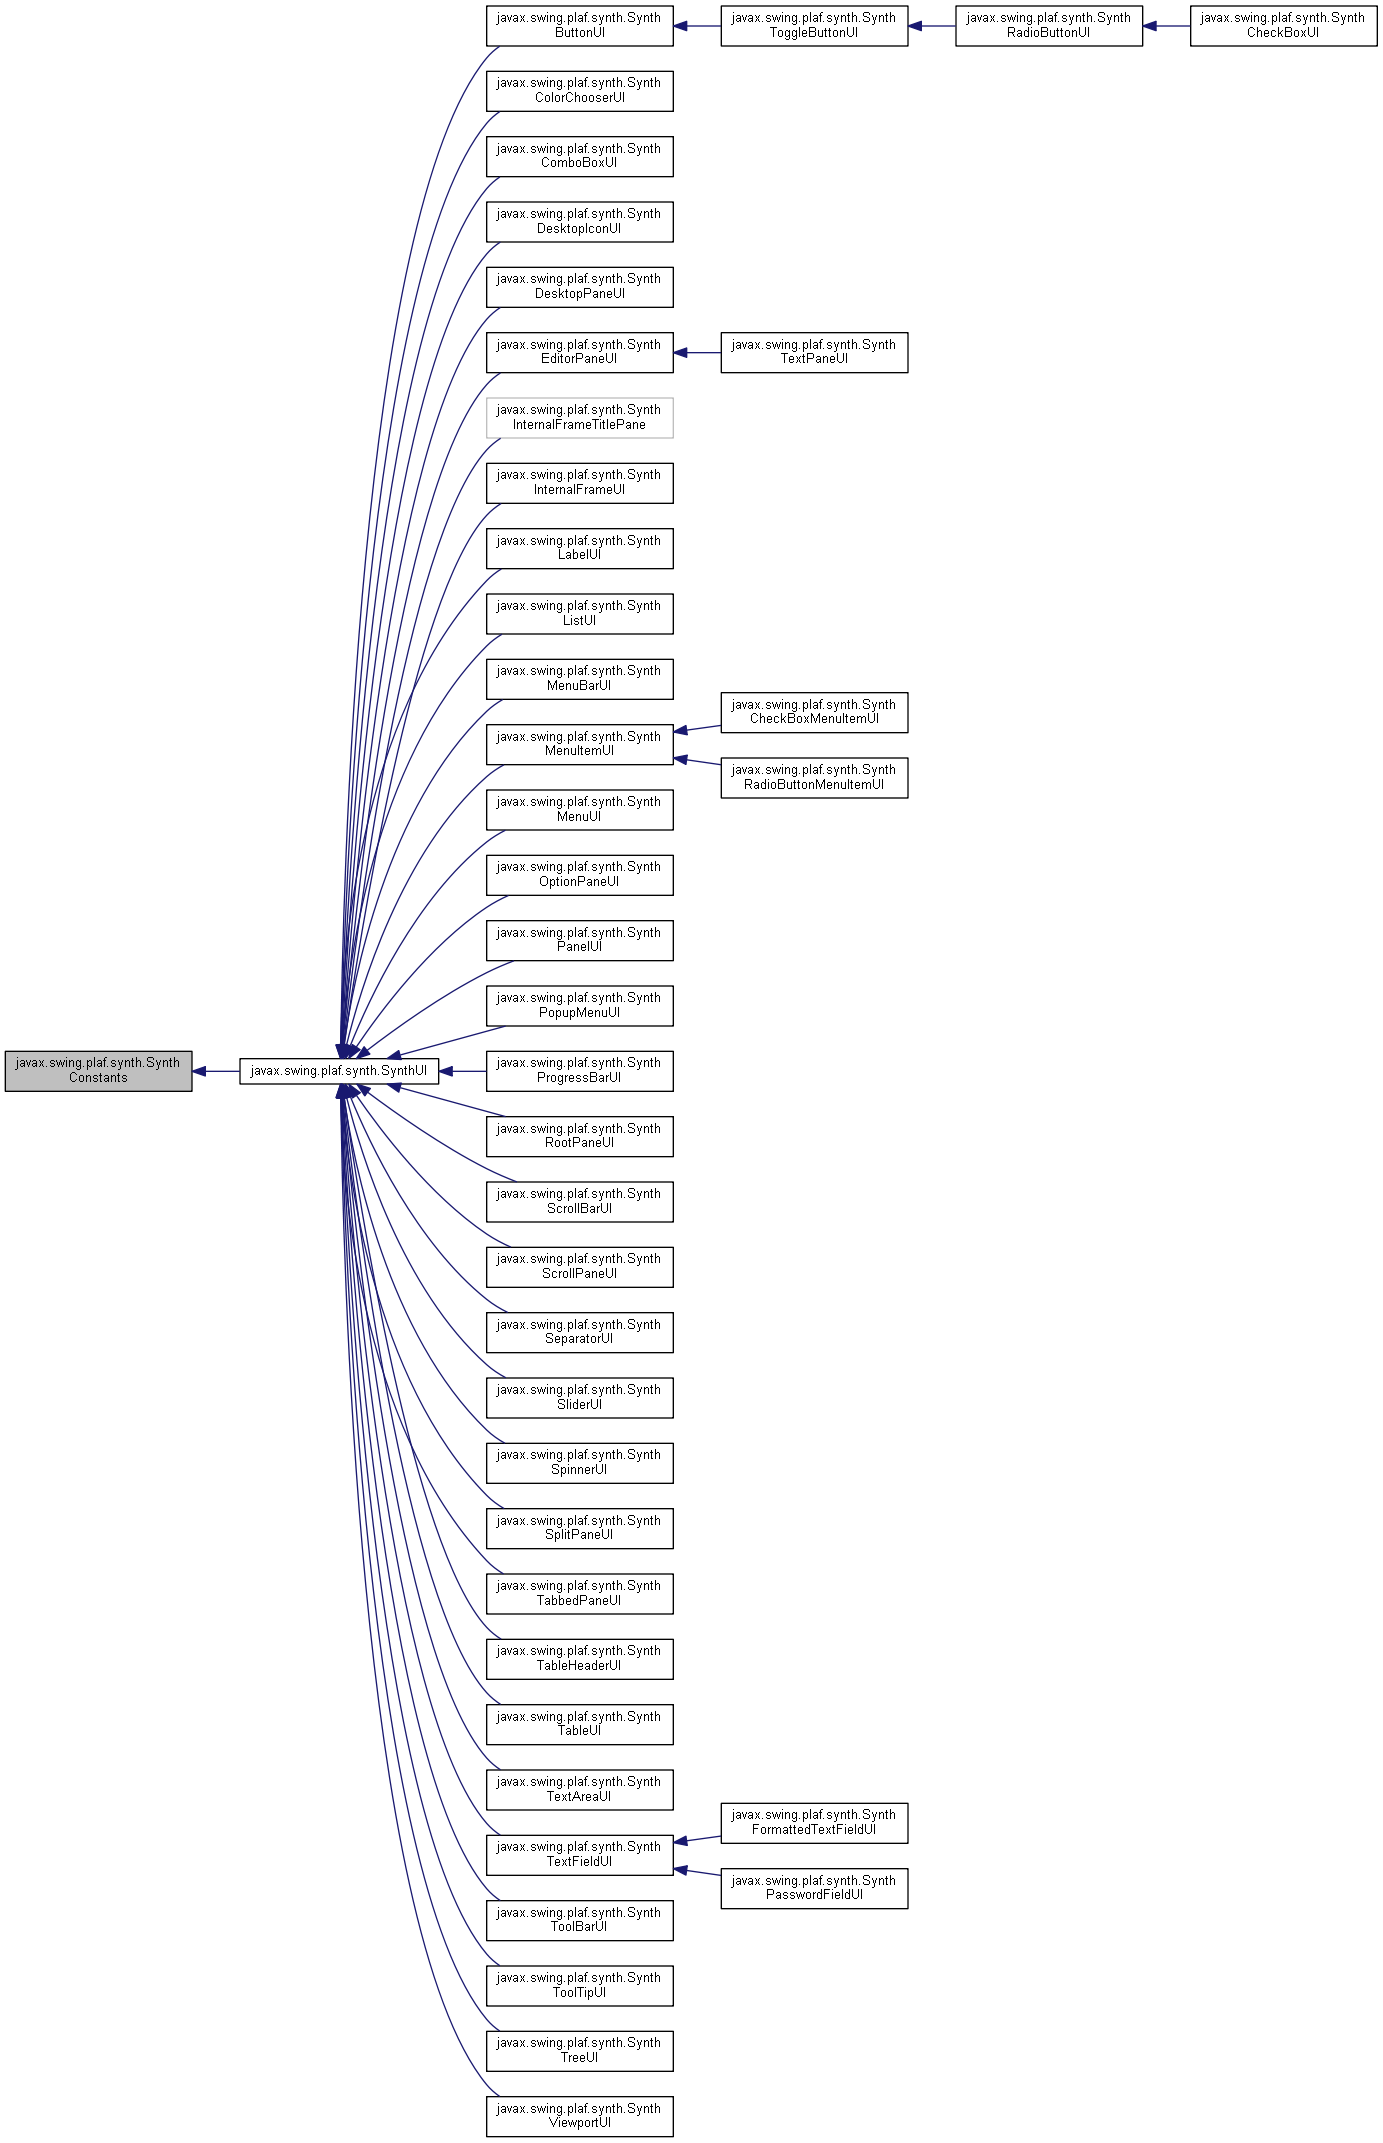 javax.swing.plaf.synth.Synth
ButtonUI
javax.swing.plaf.synth.Synth
ToggleButtonUI
javax.swing.plaf.synth.Synth
RadioButtonUI
javax.swing.plaf.synth.Synth
CheckBoxUI
javax.swing.plaf.synth.Synth
ColorChooserUI
javax.swing.plaf.synth.Synth
ComboBoxUI
javax.swing.plaf.synth.Synth
DesktopIconUI
javax.swing.plaf.synth.Synth
DesktopPaneUI
javax.swing.plaf.synth.Synth
EditorPaneUI
javax.swing.plaf.synth.Synth
TextPaneUI
javax.swing.plaf.synth.Synth
InternalFrameTitlePane
javax.swing.plaf.synth.Synth
InternalFrameUI
javax.swing.plaf.synth.Synth
LabelUI
javax.swing.plaf.synth.Synth
ListUI
javax.swing.plaf.synth.Synth
MenuBarUI
javax.swing.plaf.synth.Synth
MenuItemUI
javax.swing.plaf.synth.Synth
CheckBoxMenuItemUI
javax.swing.plaf.synth.Synth
RadioButtonMenuItemUI
javax.swing.plaf.synth.Synth
MenuUI
javax.swing.plaf.synth.Synth
OptionPaneUI
javax.swing.plaf.synth.Synth
PanelUI
javax.swing.plaf.synth.Synth
PopupMenuUI
javax.swing.plaf.synth.Synth
Constants
javax.swing.plaf.synth.SynthUI
javax.swing.plaf.synth.Synth
ProgressBarUI
javax.swing.plaf.synth.Synth
RootPaneUI
javax.swing.plaf.synth.Synth
ScrollBarUI
javax.swing.plaf.synth.Synth
ScrollPaneUI
javax.swing.plaf.synth.Synth
SeparatorUI
javax.swing.plaf.synth.Synth
SliderUI
javax.swing.plaf.synth.Synth
SpinnerUI
javax.swing.plaf.synth.Synth
SplitPaneUI
javax.swing.plaf.synth.Synth
TabbedPaneUI
javax.swing.plaf.synth.Synth
TableHeaderUI
javax.swing.plaf.synth.Synth
TableUI
javax.swing.plaf.synth.Synth
TextAreaUI
javax.swing.plaf.synth.Synth
TextFieldUI
javax.swing.plaf.synth.Synth
FormattedTextFieldUI
javax.swing.plaf.synth.Synth
PasswordFieldUI
javax.swing.plaf.synth.Synth
ToolBarUI
javax.swing.plaf.synth.Synth
ToolTipUI
javax.swing.plaf.synth.Synth
TreeUI
javax.swing.plaf.synth.Synth
ViewportUI